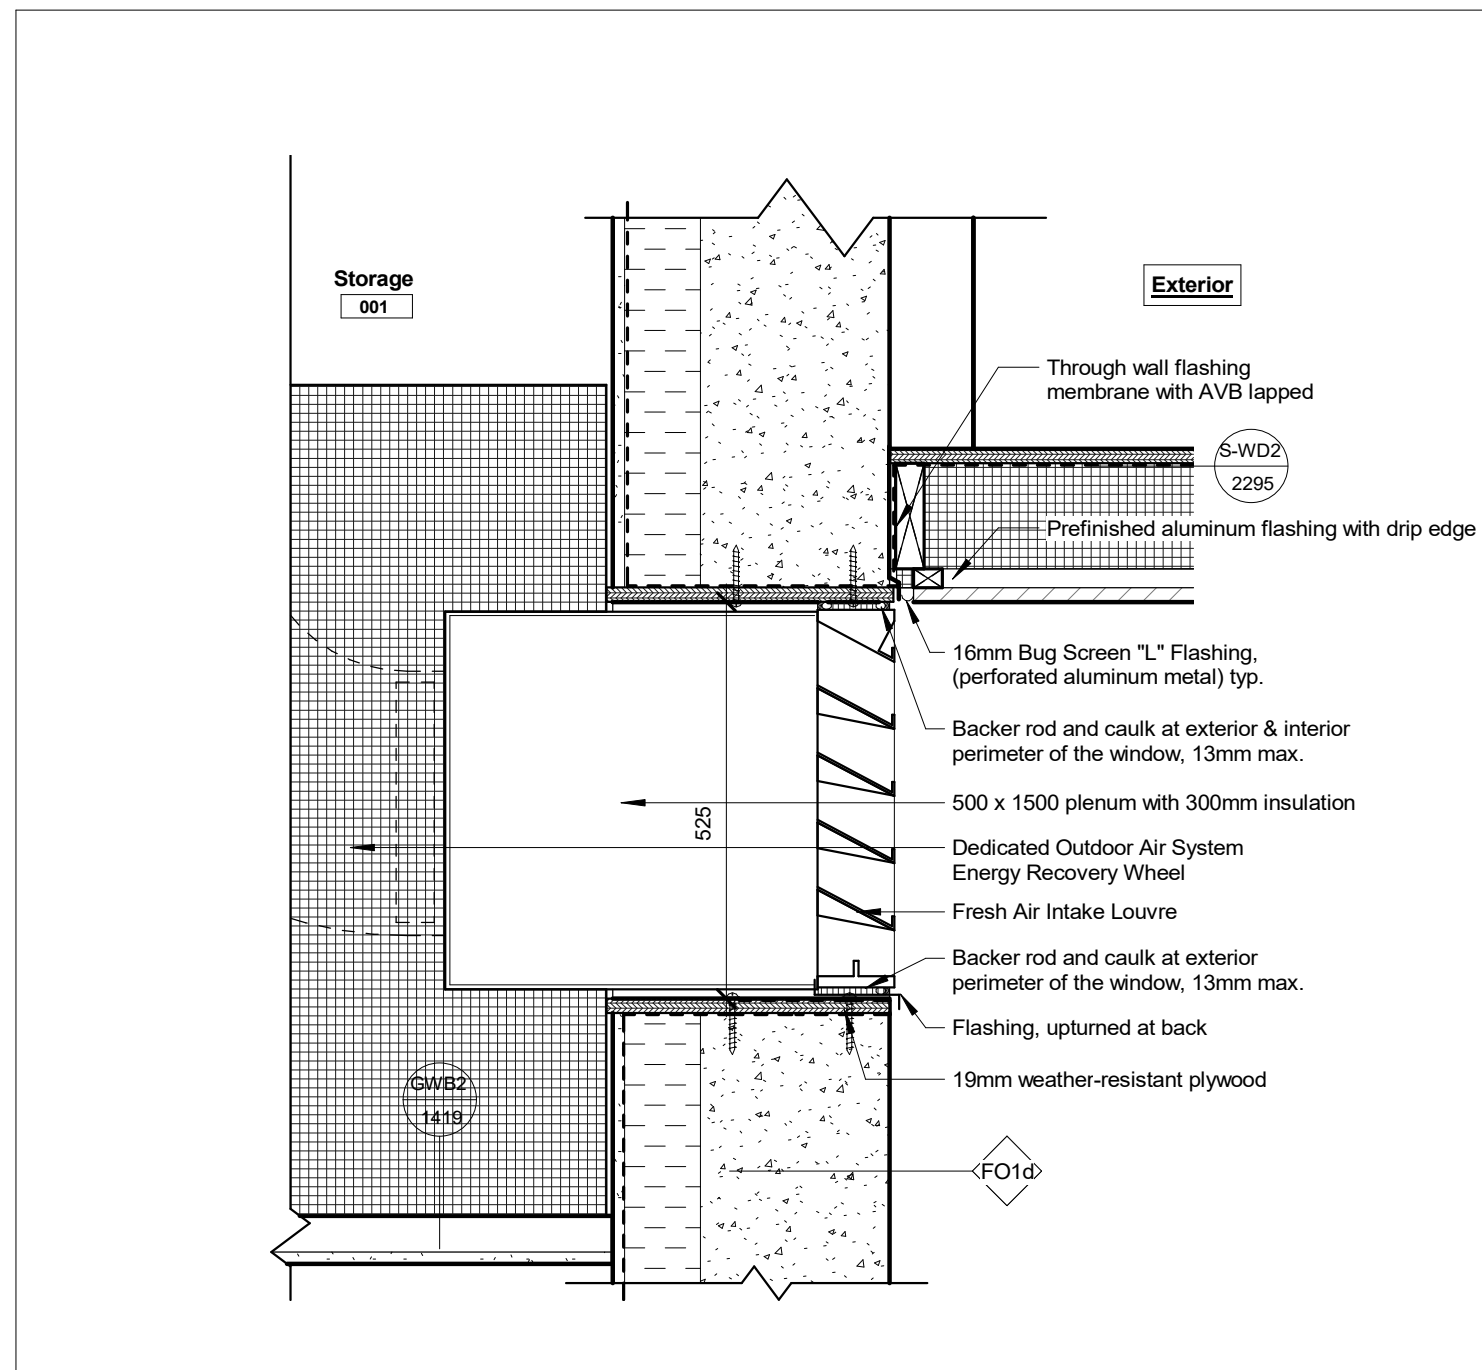 Storage
001
Exterior
Through wall flashing
membrane with AVB lapped
S-WD2
2295
Prefinished aluminum flashing with drip edge
16mm Bug Screen "L" Flashing,
(perforated aluminum metal) typ.
Backer rod and caulk at exterior & interior
perimeter of the window, 13mm max.
500 x 1500 plenum with 300mm insulation
525
Dedicated Outdoor Air System
Energy Recovery Wheel
Fresh Air Intake Louvre
Backer rod and caulk at exterior
perimeter of the window, 13mm max.
Flashing, upturned at back
19mm weather-resistant plywood
GWB2
1419
FO1d